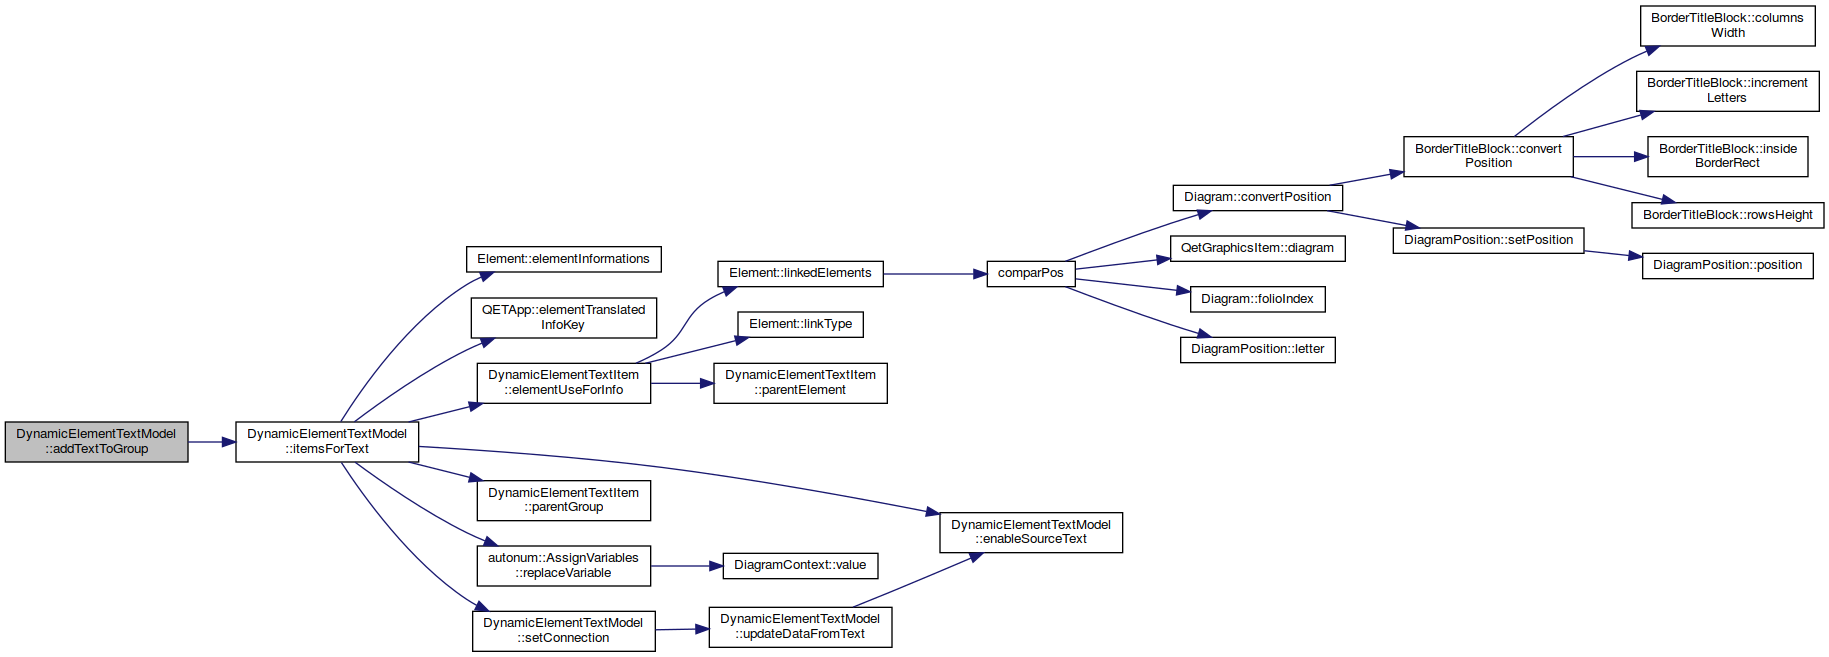 DynamicElementTextModel
::addTextToGroup
DynamicElementTextModel
::itemsForText
Element::elementInformations
QETApp::elementTranslated
InfoKey
DynamicElementTextItem
::elementUseForInfo
DynamicElementTextItem
::parentGroup
autonum::AssignVariables
::replaceVariable
DynamicElementTextModel
::setConnection
Element::linkedElements
Element::linkType
DynamicElementTextItem
::parentElement
DiagramContext::value
DynamicElementTextModel
::updateDataFromText
comparPos
DynamicElementTextModel
::enableSourceText
Diagram::convertPosition
QetGraphicsItem::diagram
Diagram::folioIndex
DiagramPosition::letter
BorderTitleBlock::convert
Position
DiagramPosition::setPosition
BorderTitleBlock::columns
Width
BorderTitleBlock::increment
Letters
BorderTitleBlock::inside
BorderRect
BorderTitleBlock::rowsHeight
DiagramPosition::position